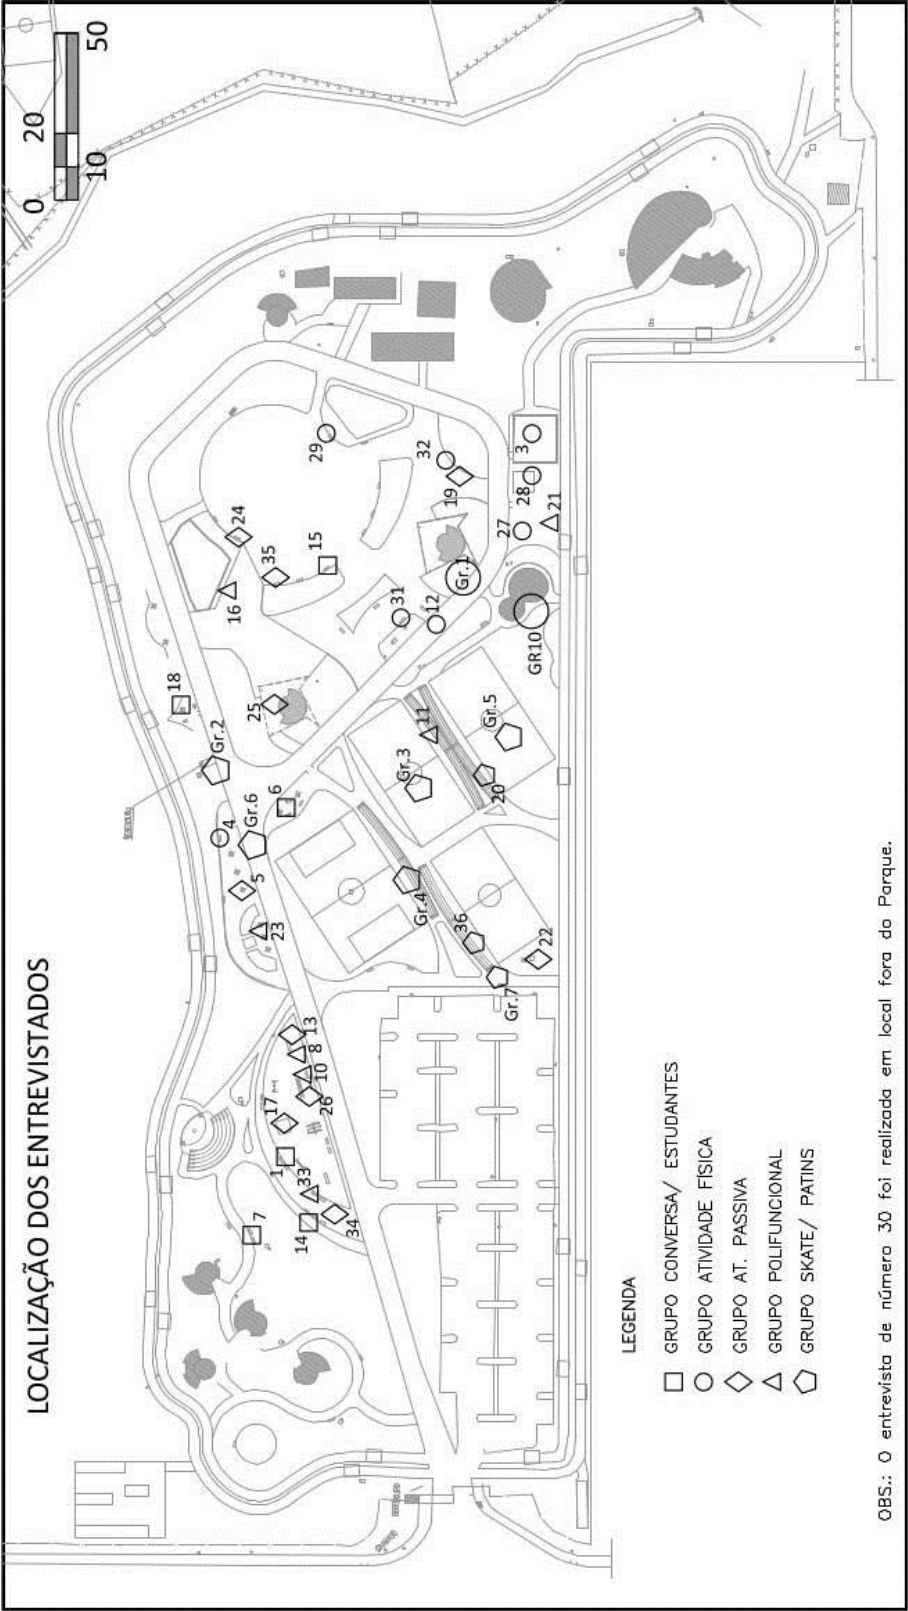 LOCALIZAÇÃO DOS ENTREVISTADOS
0
10
20
50
7
14
1
33
34
17
26
10
8
13
23
5
4
Gr.6
Gr.2
6
18
25
24
16
35
15
29
31
12
32
19
Gr.1
27
28
3
21
GR10
11
Gr.3
Gr.5
20
Gr.4
36
Gr.7
22
LEGENDA
GRUPO CONVERSA/ ESTUDANTES
GRUPO ATIVIDADE FÍSICA
GRUPO AT. PASSIVA
GRUPO POLIFUNCIONAL
GRUPO SKATE/ PATINS
OBS.: O entrevista de número 30 foi realizada em local fora do Parque.